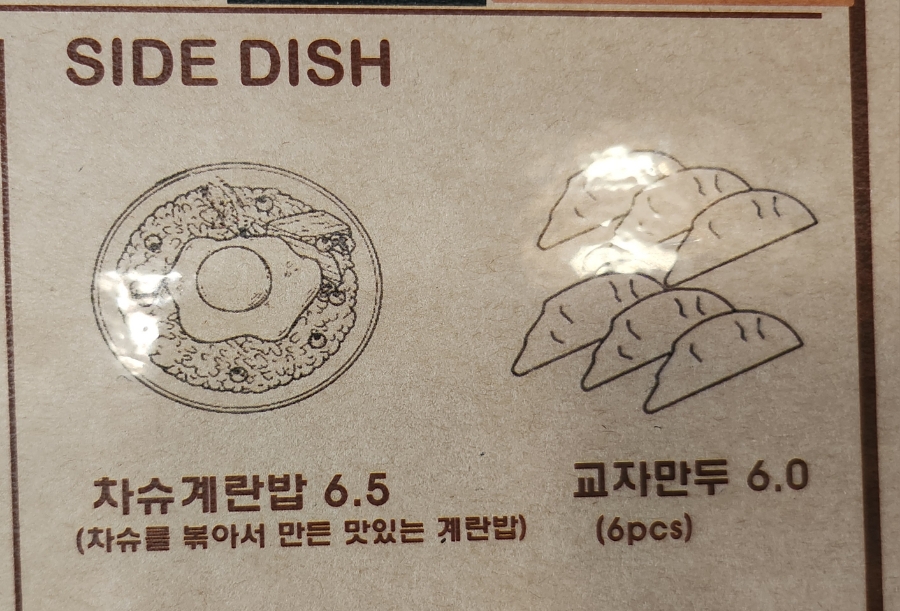 SIDE DISH
차슈계란밥 6.5
(차슈를 볶아서 만든 맛있는 계란밥)
교자만두 6.0
(6pcs)